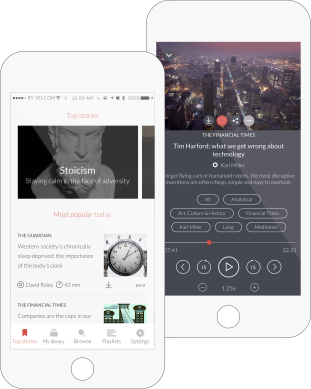 BY VELCOM 12:00 AM 100%
Top stories
Stoicism
Staying calm in the face of adversity
Most popular today
THE GUARDIAN
Western society is chronically
sleep deprived: the importance
of the body's clock
David Raley 42 min
THE FINANCIAL TIMES
Companies are the cops in our
Top stories My library Browse Playlists Settings
THE FINANCIAL TIMES
Tim Harford: what we get wrong about
technology
Karl Miller
rget flying cars or humanoid robots, the most disruptive
inventions are often cheap, simple and easy to overlook.
All Analytical
Art, Culture & History Financial Times
Karl Miller Long Meditative
07:41 22:21
15 15
1,25x